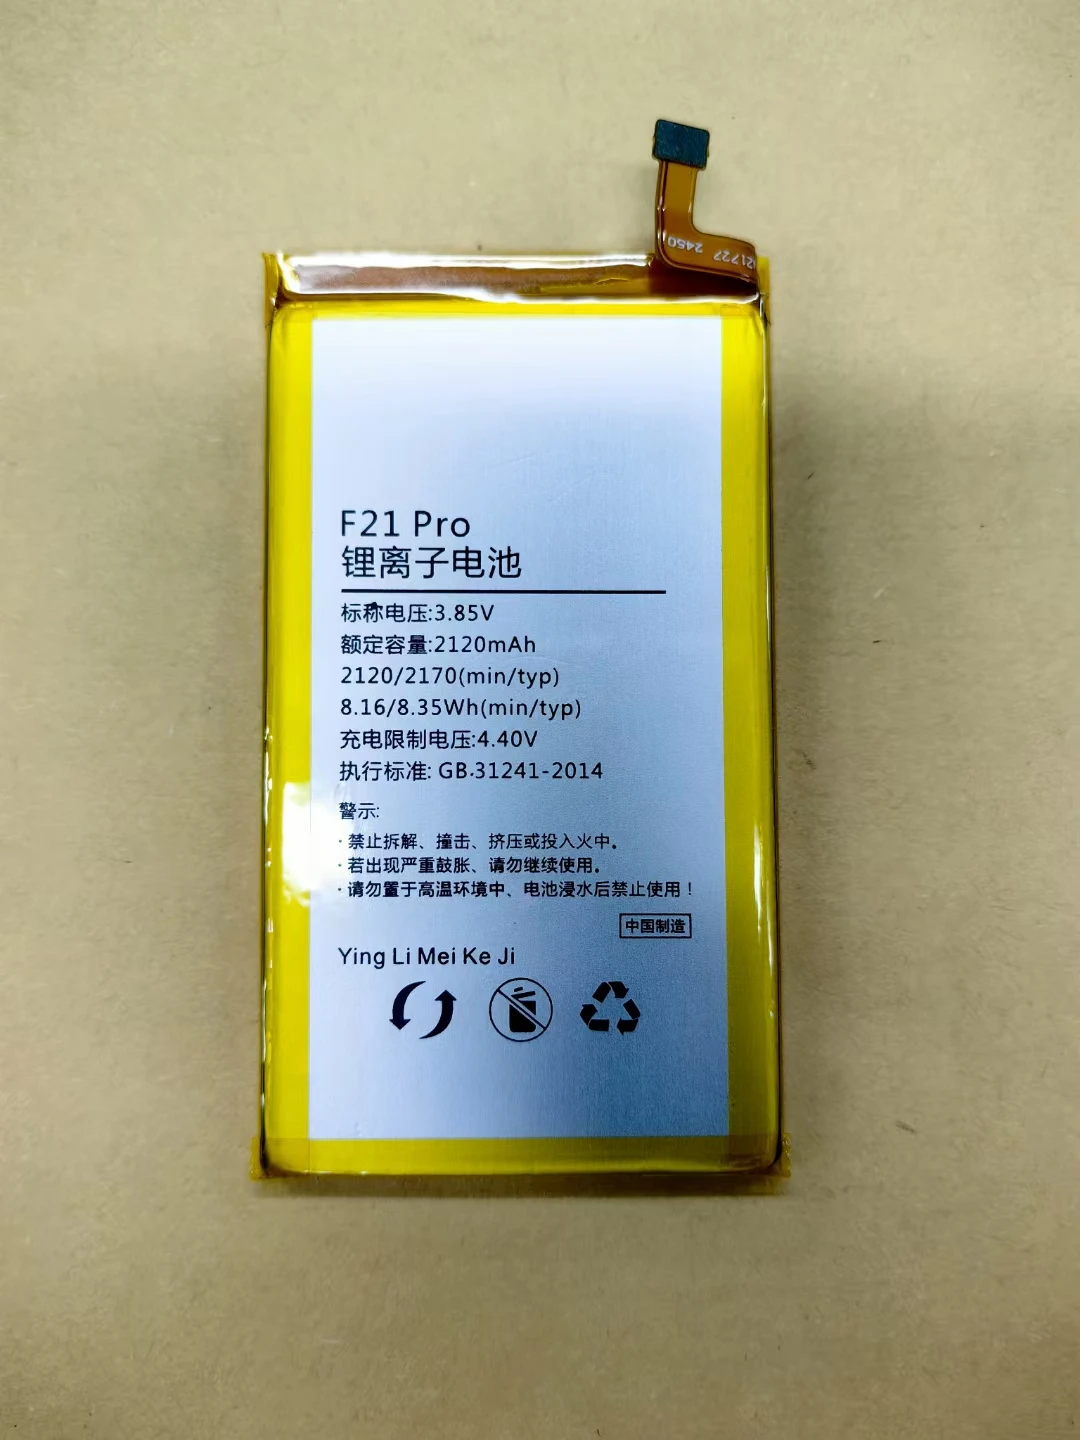 21727 2450
F21 Pro
锂离子电池
标称电压:3.85V
额定容量:2120mAh
2120/2170(min/typ)
8.16/8.35Wh(min/typ)
充电限制电压:4.40V
执行标准: GB.31241-2014
警示:
·禁止拆解、撞击、挤压或投入火中。
·若出现严重鼓胀、请勿继续使用。
·请勿置于高温环境中、电池浸水后禁止使用！
中国制造
Ying Li Mei Ke Ji